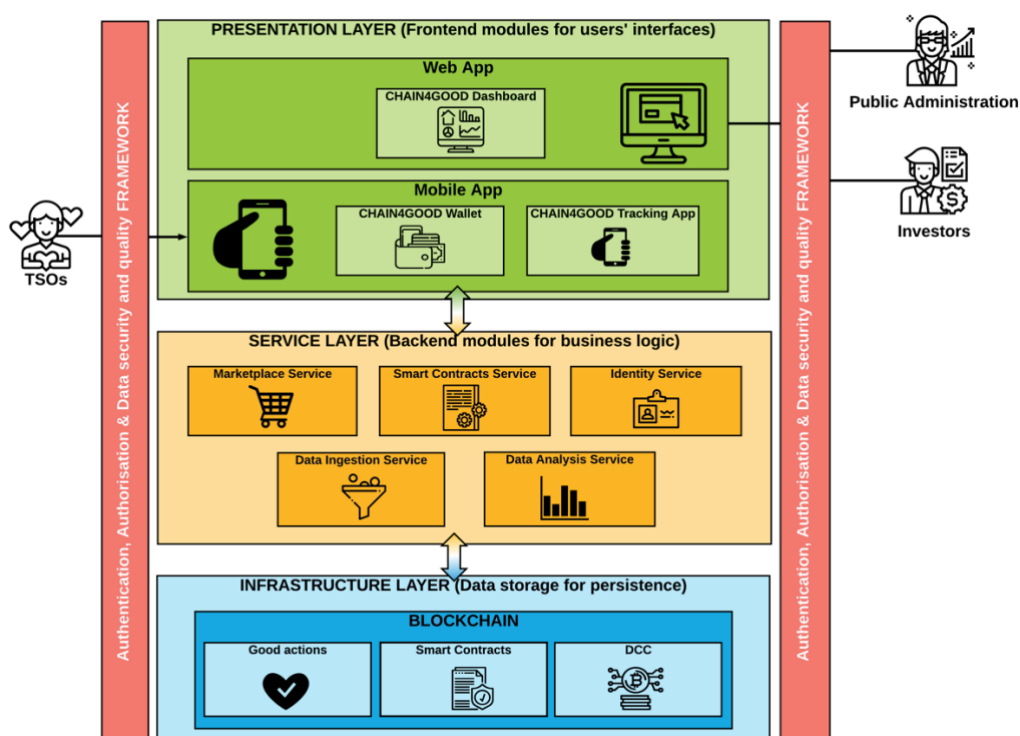 PRESENTATION LAYER (Frontend modules for users' interfaces)
Web App
CHAIN4GOOD Dashboard
Mobile App
CHAIN4GOOD Wallet
CHAIN4GOOD Tracking App
SERVICE LAYER (Backend modules for business logic)
Marketplace Service
Smart Contracts Service
Identity Service
Data Ingestion Service
Data Analysis Service
INFRASTRUCTURE LAYER (Data storage for persistence)
BLOCKCHAIN
Good actions
Smart Contracts
DCC
Authentication, Authorisation & Data security and quality FRAMEWORK
Authentication, Authorisation & Data security and quality FRAMEWORK
TSOs
Public Administration
Investors